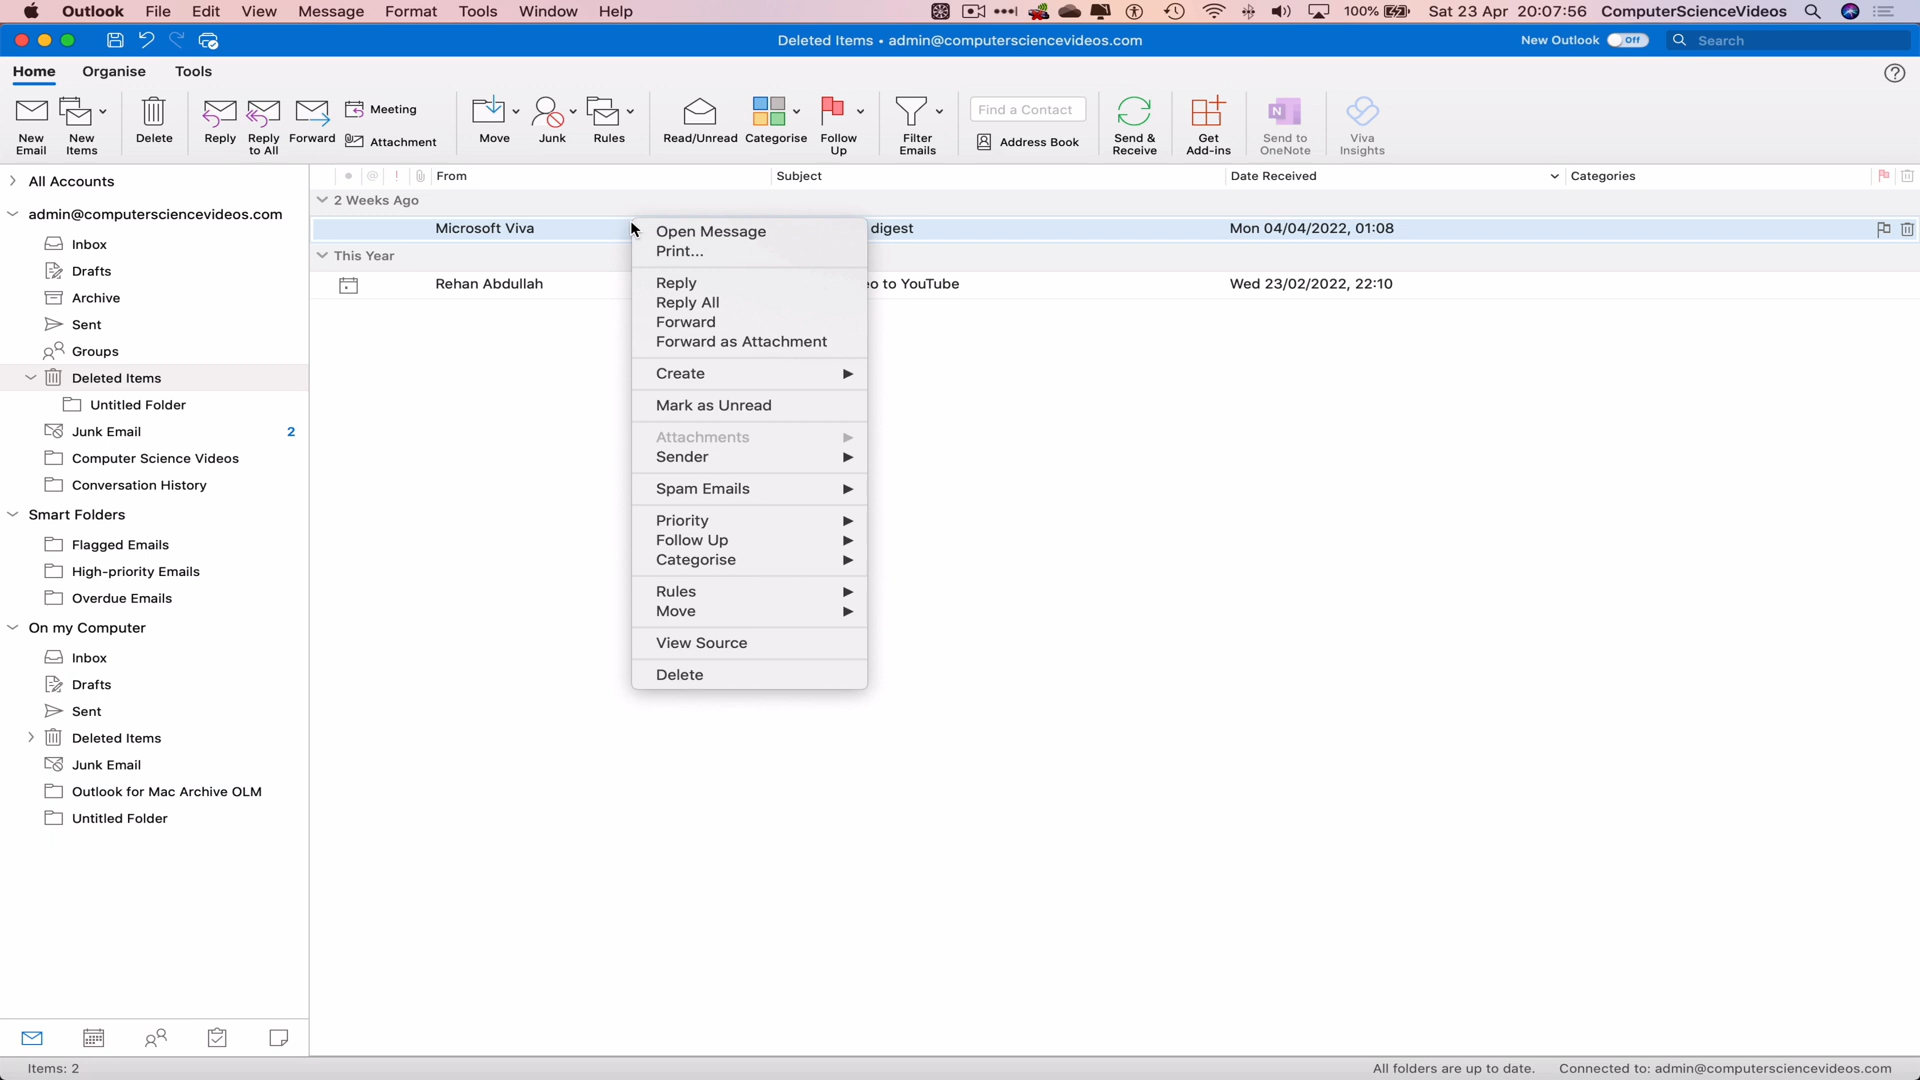 Outlook File Edit View Message Format Tools Window Help 100% Sat 23 Apr 20:07:56 ComputerScienceVideos
Deleted Items • admin@computersciencevideos.com New Outlook Off Search
Home Organise Tools
New Email
New Items
Delete
Reply
Reply to All
Forward
Meeting
Attachment
Move
Junk
Rules
Read/Unread
Categorise
Follow Up
Filter Emails
Find a Contact
Address Book
Send & Receive
Get Add-ins
Send to OneNote
Viva Insights
All Accounts
admin@computersciencevideos.com
Inbox
Drafts
Archive
Sent
Groups
Deleted Items
Untitled Folder
Junk Email 2
Computer Science Videos
Conversation History
Smart Folders
Flagged Emails
High-priority Emails
Overdue Emails
On my Computer
Inbox
Drafts
Sent
Deleted Items
Junk Email
Outlook for Mac Archive OLM
Untitled Folder
From Subject Date Received Categories
2 Weeks Ago
Microsoft Viva digest Mon 04/04/2022, 01:08
This Year
Rehan Abdullah eo to YouTube Wed 23/02/2022, 22:10
Open Message
Print...
Reply
Reply All
Forward
Forward as Attachment
Create
Mark as Unread
Attachments
Sender
Spam Emails
Priority
Follow Up
Categorise
Rules
Move
View Source
Delete
Items: 2 All folders are up to date. Connected to: admin@computersciencevideos.com